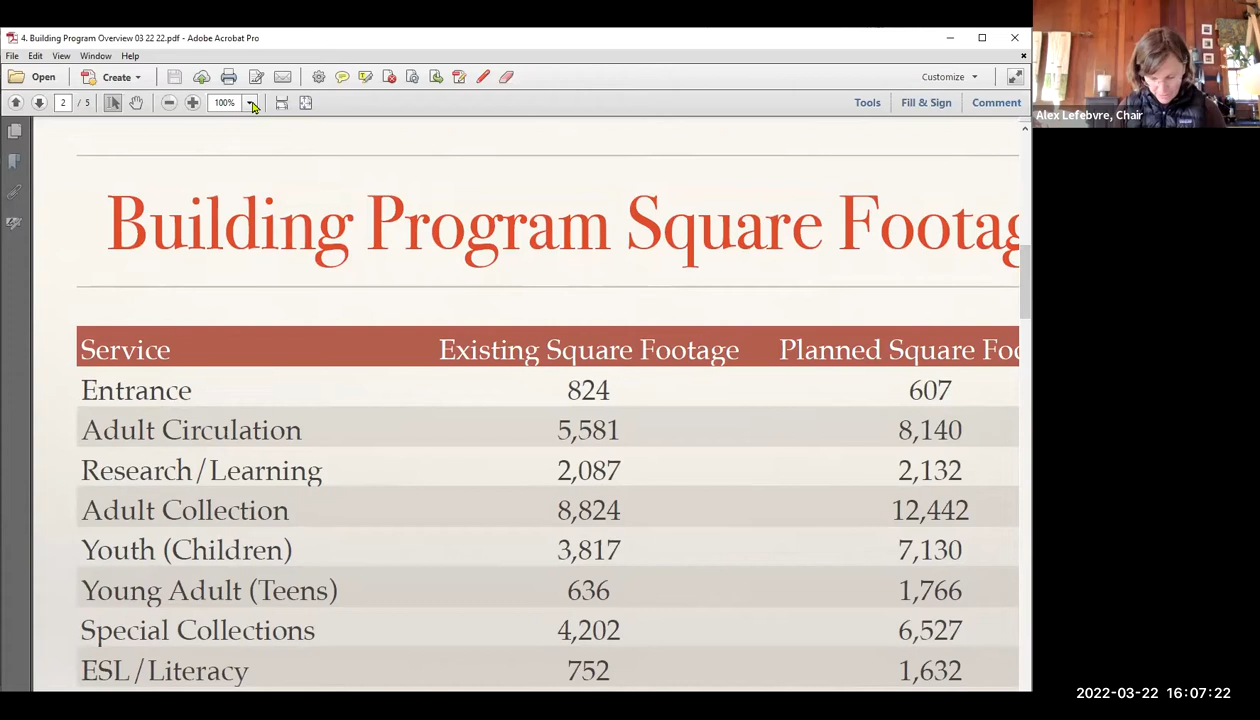 4. Building Program Overview 03 22 22.pdf - Adobe Acrobat Pro
File Edit View Window Help
Open Create Customize
2 / 5 100% Tools Fill & Sign Comment
Alex Lefebvre, Chair
Building Program Square Footag
Service Existing Square Footage Planned Square Foo
Entrance 824 607
Adult Circulation 5,581 8,140
Research/Learning 2,087 2,132
Adult Collection 8,824 12,442
Youth (Children) 3,817 7,130
Young Adult (Teens) 636 1,766
Special Collections 4,202 6,527
ESL/Literacy 752 1,632
2022-03-22 16:07:22